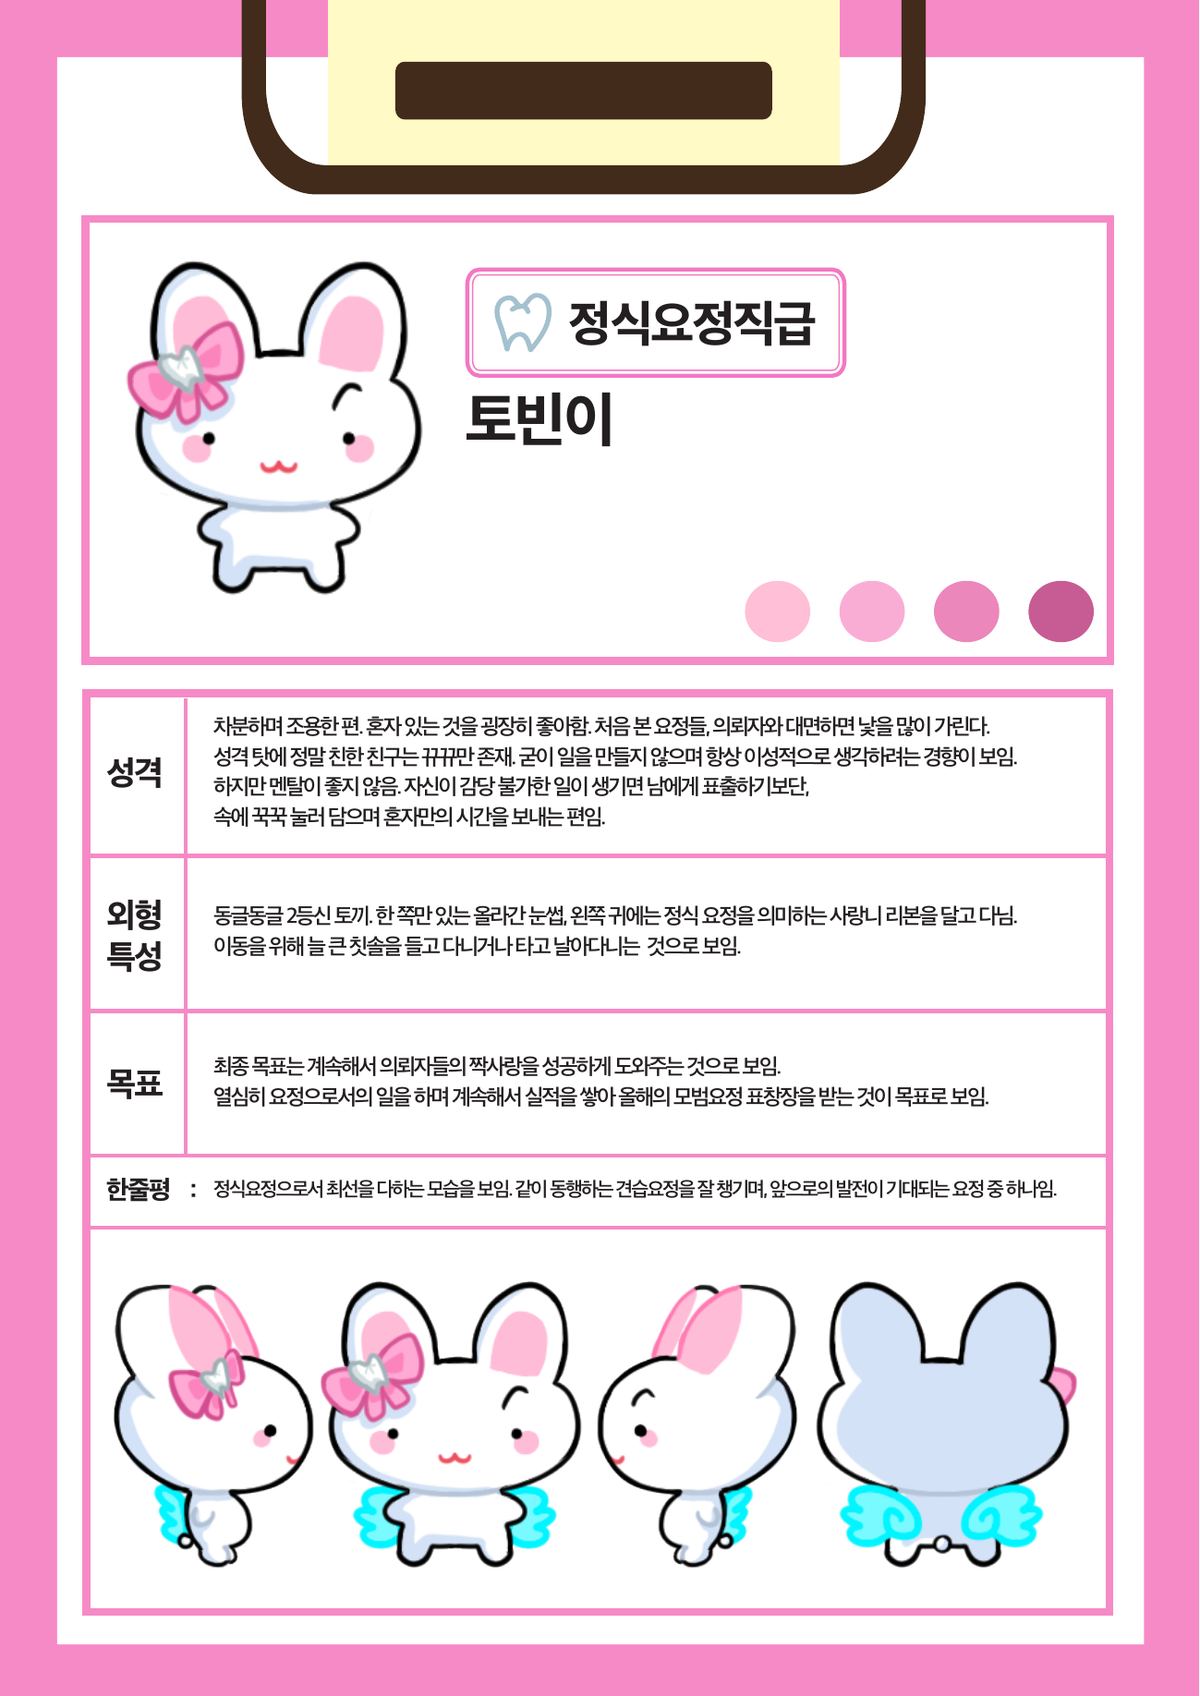 정식요정직급
토빈이
성격
차분하며 조용한 편. 혼자 있는 것을 굉장히 좋아함. 처음 본 요정들, 의뢰자와 대면하면 낯을 많이 가린다.
성격 탓에 정말 친한 친구는 뀨뀨만 존재. 굳이 일을 만들지 않으며 항상 이성적으로 생각하려는 경향이 보임.
하지만 멘탈이 좋지 않음. 자신이 감당 불가한 일이 생기면 남에게 표출하기보단,
속에 꾹꾹 눌러 담으며 혼자만의 시간을 보내는 편임.
외형
특성
동글동글 2등신 토끼. 한 쪽만 있는 올라간 눈썹, 왼쪽 귀에는 정식 요정을 의미하는 사랑니 리본을 달고 다님.
이동을 위해 늘 큰 칫솔을 들고 다니거나 타고 날아다니는 것으로 보임.
목표
최종 목표는 계속해서 의뢰자들의 짝사랑을 성공하게 도와주는 것으로 보임.
열심히 요정으로서의 일을 하며 계속해서 실적을 쌓아 올해의 모범요정 표창장을 받는 것이 목표로 보임.
한줄평 : 정식요정으로서 최선을 다하는 모습을 보임. 같이 동행하는 견습요정을 잘 챙기며, 앞으로의 발전이 기대되는 요정 중 하나임.